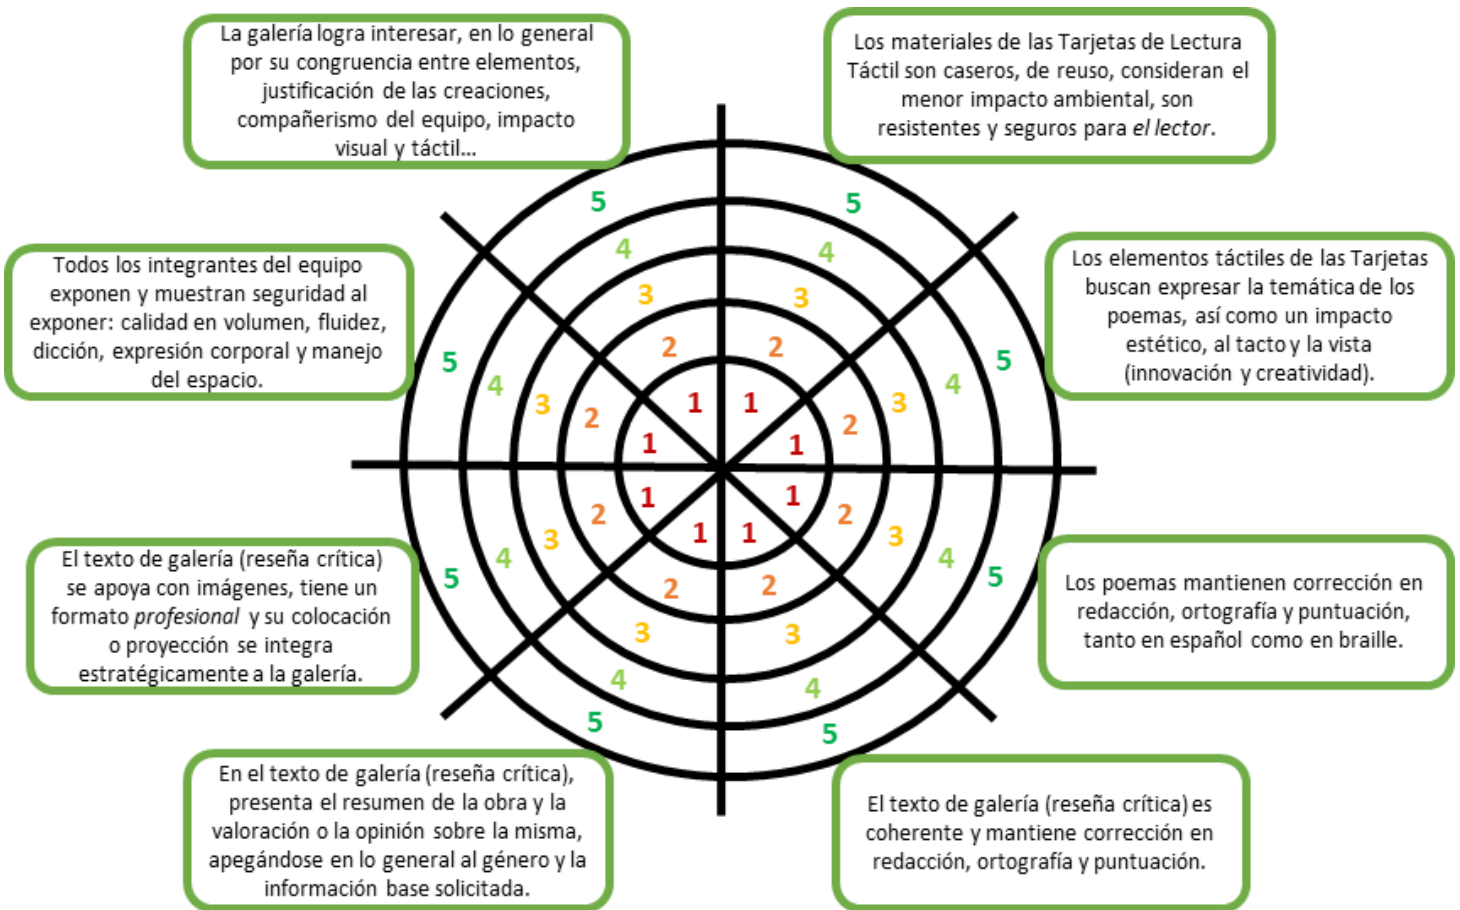 La galería logra interesar, en lo general
por su congruencia entre elementos,
justificación de las creaciones,
compañerismo del equipo, impacto
visual y táctil...
Los materiales de las Tarjetas de Lectura
Táctil son caseros, de reuso, consideran el
menor impacto ambiental, son
resistentes y seguros para el lector.
Todos los integrantes del equipo
exponen y muestran seguridad al
exponer: calidad en volumen, fluidez,
dicción, expresión corporal y manejo
del espacio.
Los elementos táctiles de las Tarjetas
buscan expresar la temática de los
poemas, así como un impacto
estético, al tacto y la vista
(innovación y creatividad).
5 5
4 4
3 3
2 2
5 4 3 2 1 1 1 1 2 3 4 5
5 4 3 2 1 1 1 1 2 3 4 5
2 2
3 3
4 4
5 5
El texto de galería (reseña crítica)
se apoya con imágenes, tiene un
formato profesional y su colocación
o proyección se integra
estratégicamente a la galería.
Los poemas mantienen corrección en
redacción, ortografía y puntuación,
tanto en español como en braille.
En el texto de galería (reseña crítica),
presenta el resumen de la obra y la
valoración o la opinión sobre la misma,
apegándose en lo general al género y la
información base solicitada.
El texto de galería (reseña crítica) es
coherente y mantiene corrección en
redacción, ortografía y puntuación.